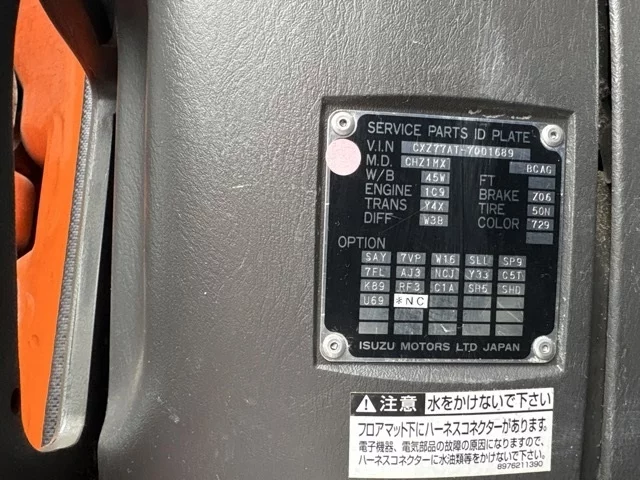 SERVICE PARTS ID PLATE
V.I.N CXZ77AT-7001689
M.D. CHZ1MX BCAG
W/B 45W FT
ENGINE 1C9 BRAKE Z06
TRANS Y4X TIRE 50N
DIFF W3B COLOR 729
OPTION
SAY 7VP W16 SLL SP9
7FL AJ3 NCJ Y33 C5T
K89 RF3 C1A SR6 SHD
U69 *NC
ISUZU MOTORS LTD JAPAN
注意 水をかけないで下さい
フロアマット下にハーネスコネクターがあります。
電子機器、電気部品の故障の原因になりますので、
ハーネスコネクターに水油類等をかけないで下さい。
8976211390